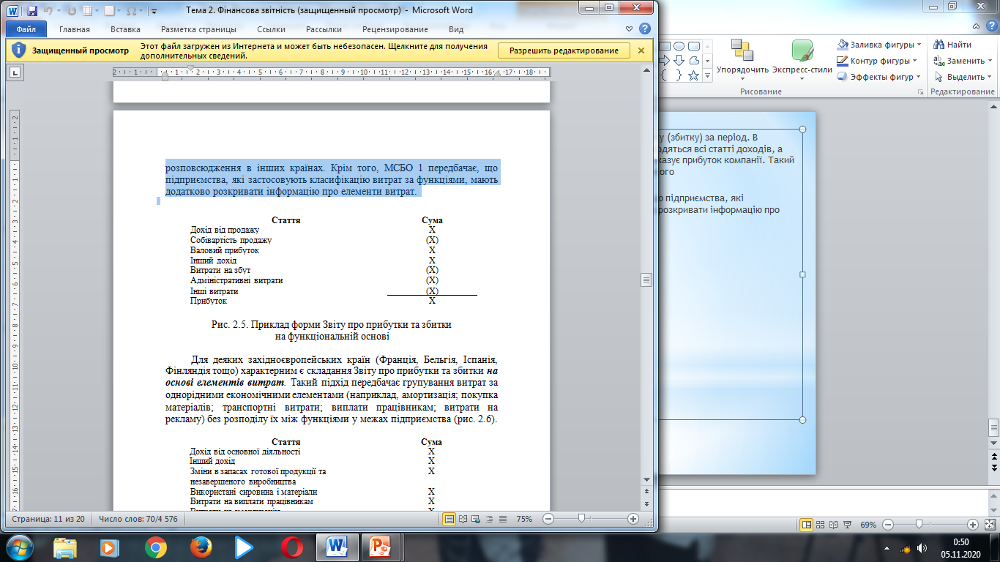 Тема 2. Фінансова звітність (защищенный просмотр) - Microsoft Word
Файл Главная Вставка Разметка страницы Ссылки Рассылки Рецензирование Вид
Защищенный просмотр Этот файл загружен из Интернета и может быть небезопасен. Щелкните для получения дополнительных сведений. Разрешить редактирование
розповсюдження в інших країнах. Крім того, МСБО 1 передбачає, що
підприємства, які застосовують класифікацію витрат за функціями, мають
додатково розкривати інформацію про елементи витрат.
Стаття Сума
Дохід від продажу Х
Собівартість продажу (Х)
Валовий прибуток Х
Інший дохід Х
Витрати на збут (Х)
Адміністративні витрати (Х)
Інші витрати (Х)
Прибуток Х
Рис. 2.5. Приклад форми Звіту про прибутки та збитки
на функціональній основі
Для деяких західноєвропейських країн (Франція, Бельгія, Іспанія,
Фінляндія тощо) характерним є складання Звіту про прибутки та збитки на
основі елементів витрат. Такий підхід передбачає групування витрат за
однорідними економічними елементами (наприклад, амортизація; покупка
матеріалів; транспортні витрати; виплати працівникам; витрати на
рекламу) без розподілу їх між функціями у межах підприємства (рис. 2.6).
Стаття Сума
Дохід від основної діяльності Х
Інший дохід Х
Зміни в запасах готової продукції та Х
незавершеного виробництва
Використані сировина і матеріали Х
Витрати на виплати працівникам Х
Страница: 11 из 20 Число слов: 70/4 576 75%
Упорядочить Экспресс-стили
Заливка фигуры
Контур фигуры
Эффекты фигур
Рисование
Найти
Заменить
Выделить
Редактирование
у (збитку) за період. В
одяться всі статті доходів, а
казує прибуток компанії. Такий
ого
о підприємства, які
розкривати інформацію про
69%
0:50
05.11.2020